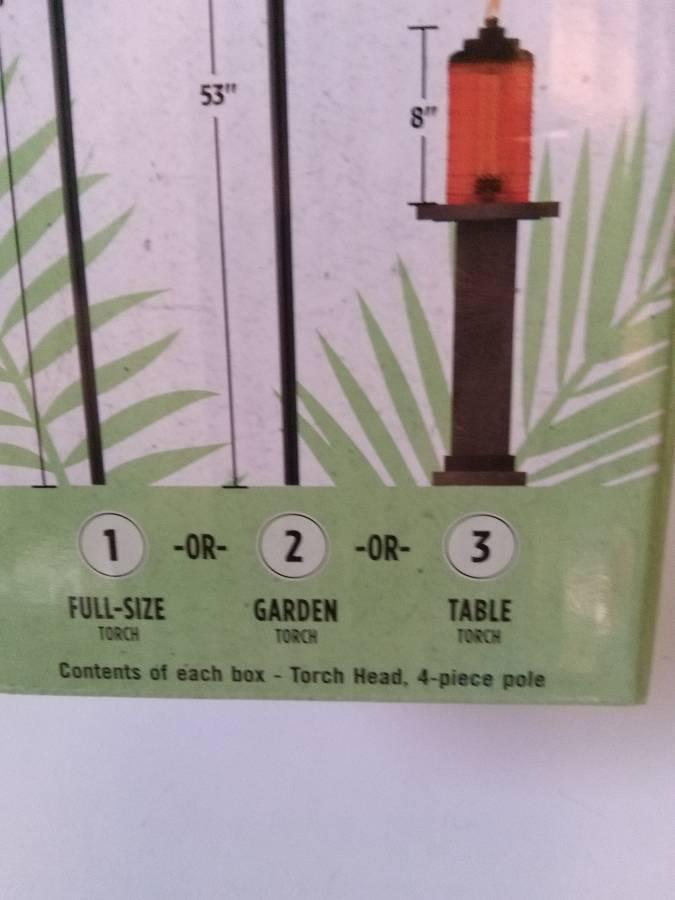 53"
8"
1 -OR- 2 -OR- 3
FULL-SIZE GARDEN TABLE
TORCH TORCH TORCH
Contents of each box - Torch Head, 4-piece pole